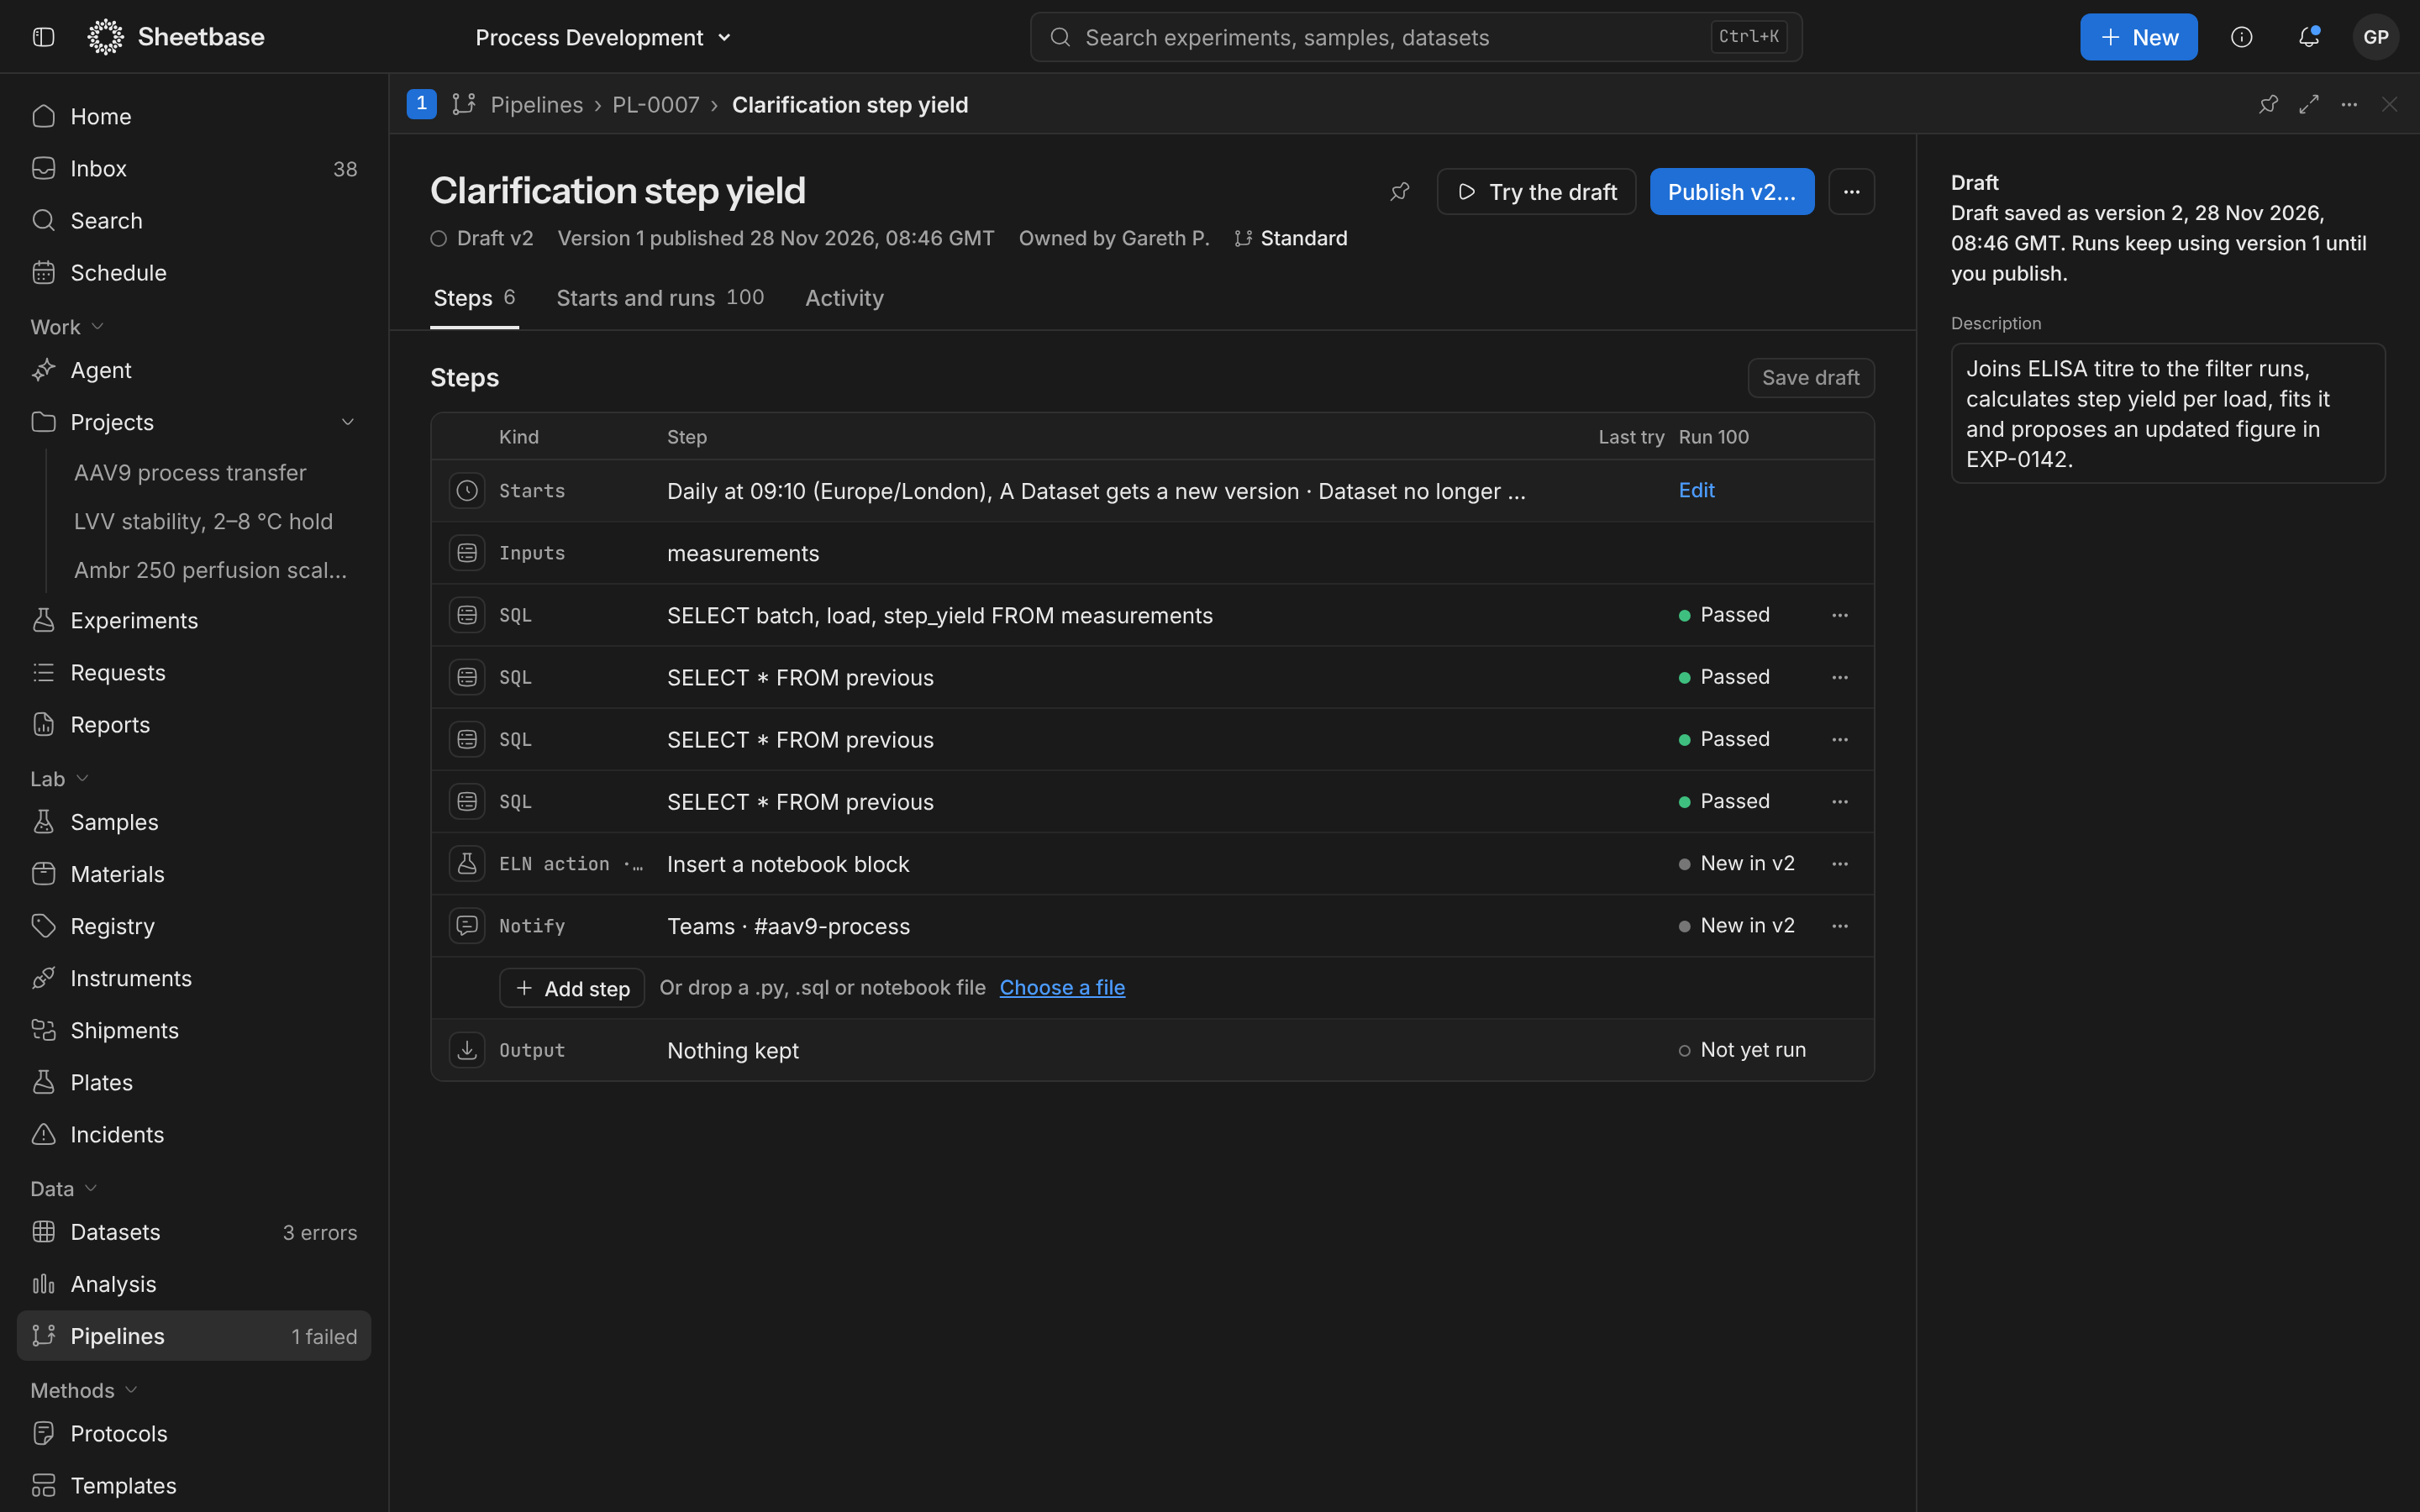 Sheetbase
Process Development
Search experiments, samples, datasets
Ctrl+K
New
GP
Home
Inbox 38
Search
Schedule
Work
Agent
Projects
AAV9 process transfer
LVV stability, 2–8 °C hold
Ambr 250 perfusion scal...
Experiments
Requests
Reports
Lab
Samples
Materials
Registry
Instruments
Shipments
Plates
Incidents
Data
Datasets 3 errors
Analysis
Pipelines 1 failed
Methods
Protocols
Templates
1 Pipelines › PL-0007 › Clarification step yield
Clarification step yield
Try the draft
Publish v2...
Draft v2 Version 1 published 28 Nov 2026, 08:46 GMT Owned by Gareth P. Standard
Steps 6 Starts and runs 100 Activity
Steps
Save draft
Kind Step Last try Run 100
Starts Daily at 09:10 (Europe/London), A Dataset gets a new version · Dataset no longer ... Edit
Inputs measurements
SQL SELECT batch, load, step_yield FROM measurements Passed
SQL SELECT * FROM previous Passed
SQL SELECT * FROM previous Passed
SQL SELECT * FROM previous Passed
ELN action ·… Insert a notebook block New in v2
Notify Teams · #aav9-process New in v2
Add step Or drop a .py, .sql or notebook file Choose a file
Output Nothing kept Not yet run
Draft
Draft saved as version 2, 28 Nov 2026,
08:46 GMT. Runs keep using version 1 until
you publish.
Description
Joins ELISA titre to the filter runs,
calculates step yield per load, fits it
and proposes an updated figure in
EXP-0142.